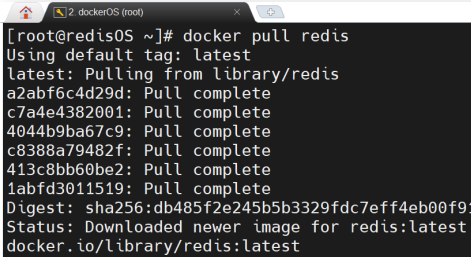 2. dockerOS (root)
[root@redisOS ~]# docker pull redis
Using default tag: latest
latest: Pulling from library/redis
a2abf6c4d29d: Pull complete
c7a4e4382001: Pull complete
4044b9ba67c9: Pull complete
c8388a79482f: Pull complete
413c8bb60be2: Pull complete
1abfd3011519: Pull complete
Digest: sha256:db485f2e245b5b3329fdc7eff4eb00f91
Status: Downloaded newer image for redis:latest
docker.io/library/redis:latest